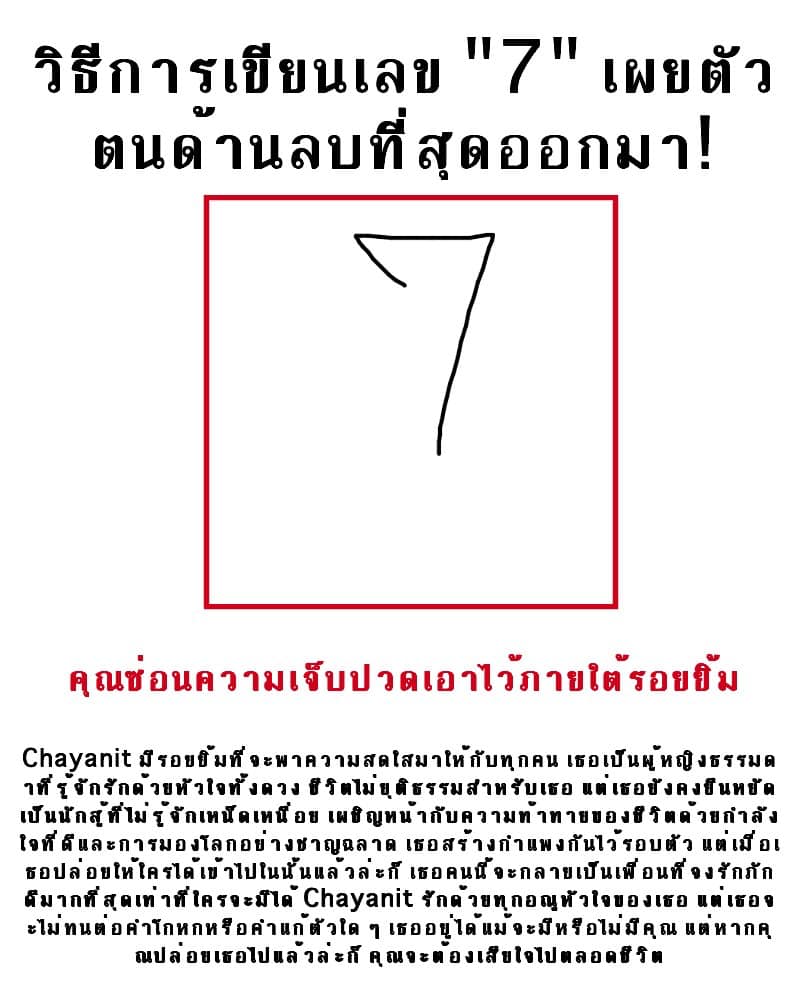 วิธีการเขียนเลข "7" เผยตัว
ตนด้านลบที่สุดออกมา!
7
คุณซ่อนความเจ็บปวดเอาไว้ภายใต้รอยยิ้ม
Chayanit มีรอยยิ้มที่จะพาความสดใสมาให้กับทุกคน เธอเป็นผู้หญิงธรรมด
าที่รู้จักรักด้วยหัวใจทั้งดวง ชีวิตไม่ยุติธรรมสำหรับเธอ แต่เธอยังคงยืนหยัด
เป็นนักสู้ที่ไม่รู้จักเหน็ดเหนื่อย เผชิญหน้ากับความท้าทายของชีวิตด้วยกำลัง
ใจที่ดีและการมองโลกอย่างชาญฉลาด เธอสร้างกำแพงกันไว้รอบตัว แต่เมื่อเ
ธอปล่อยให้ใครได้เข้าไปในนั้นแล้วล่ะก็ เธอคนนี้จะกลายเป็นเพื่อนที่จงรักภัก
ดีมากที่สุดเท่าที่ใครจะมีได้ Chayanit รักด้วยทุกอณูหัวใจของเธอ แต่เธอจ
ะไม่ทนต่อคำโกหกหรือคำแก้ตัวใด ๆ เธออยู่ได้แม้จะมีหรือไม่มีคุณ แต่หากคุ
ณปล่อยเธอไปแล้วล่ะก็ คุณจะต้องเสียใจไปตลอดชีวิต